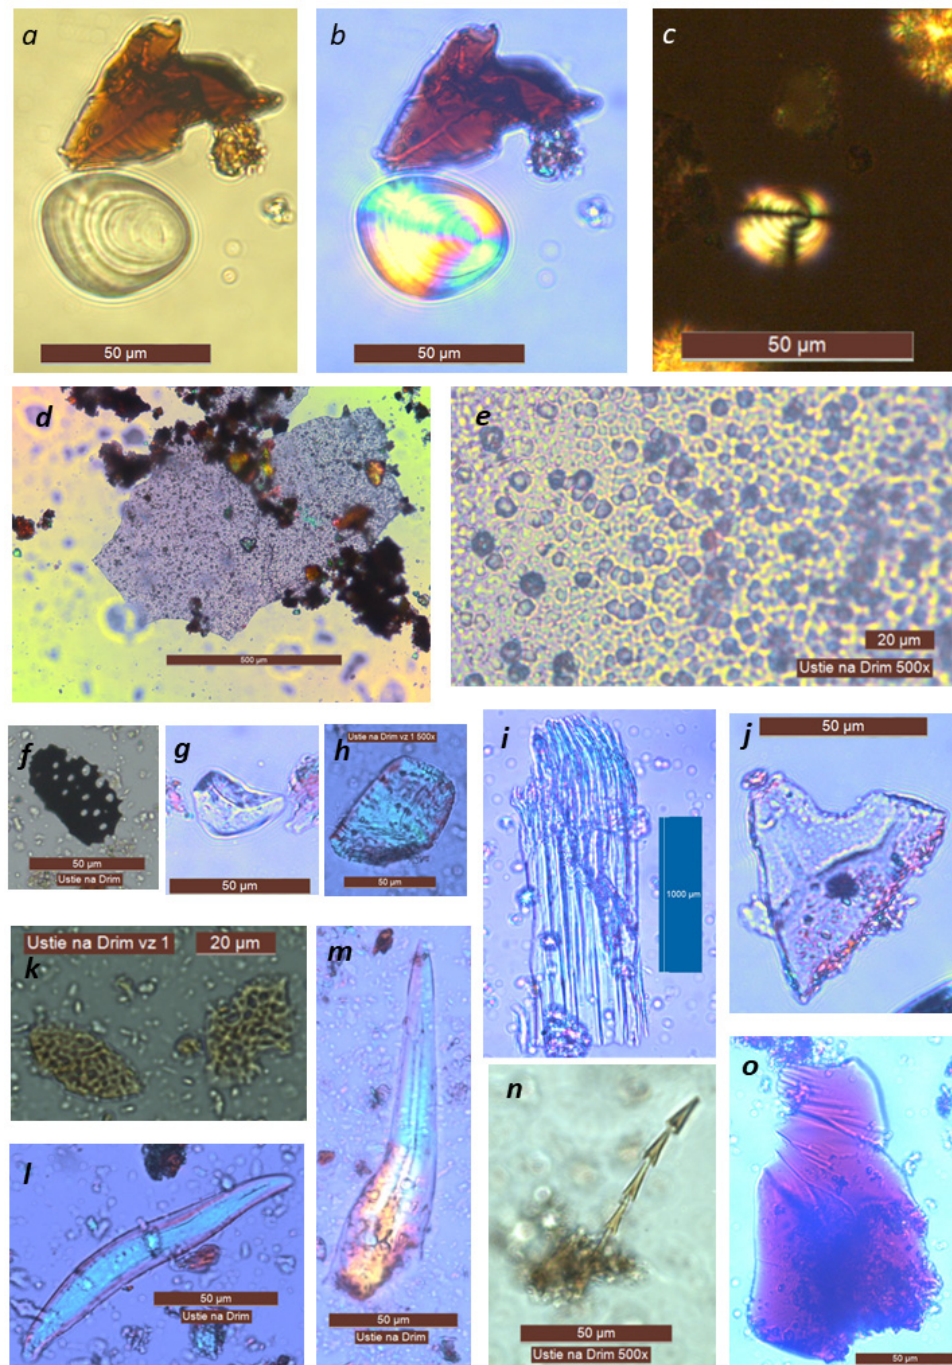 a
b
c
50 µm
50 µm
50 µm
d
e
500 µm
20 µm
Ustie na Drim 500x
f
g
h
i
j
Ustie na Drim vz 1 500x
50 µm
50 µm
Ustie na Drim
50 µm
50 µm
1000 µm
Ustie na Drim vz 1
20 µm
k
m
l
n
o
50 µm
Ustie na Drim
50 µm
Ustie na Drim
50 µm
Ustie na Drim 500x
50 µm